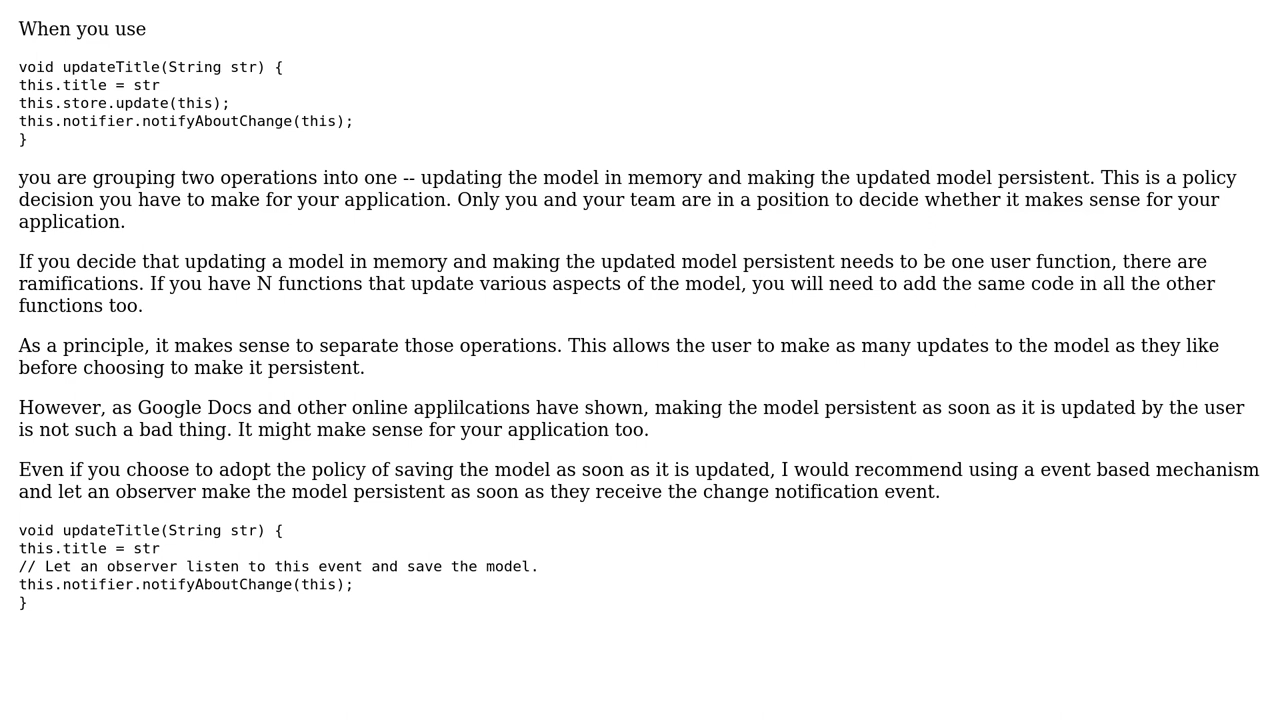 When you use
void updateTitle(String str) {
this.title = str
this.store.update(this);
this.notifier.notifyAboutChange(this);
}
you are grouping two operations into one -- updating the model in memory and making the updated model persistent. This is a policy
decision you have to make for your application. Only you and your team are in a position to decide whether it makes sense for your
application.
If you decide that updating a model in memory and making the updated model persistent needs to be one user function, there are
ramifications. If you have N functions that update various aspects of the model, you will need to add the same code in all the other
functions too.
As a principle, it makes sense to separate those operations. This allows the user to make as many updates to the model as they like
before choosing to make it persistent.
However, as Google Docs and other online applilcations have shown, making the model persistent as soon as it is updated by the user
is not such a bad thing. It might make sense for your application too.
Even if you choose to adopt the policy of saving the model as soon as it is updated, I would recommend using a event based mechanism
and let an observer make the model persistent as soon as they receive the change notification event.
void updateTitle(String str) {
this.title = str
// Let an observer listen to this event and save the model.
this.notifier.notifyAboutChange(this);
}